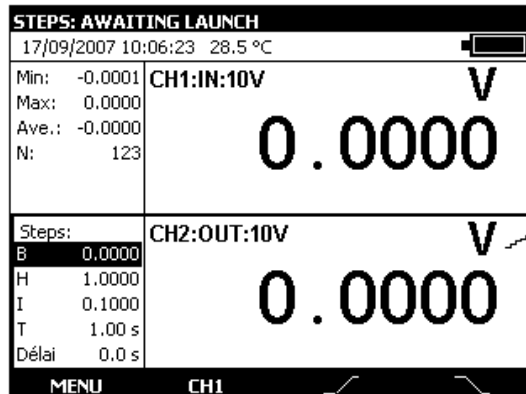 STEPS: AWAITING LAUNCH
17/09/2007 10:06:23 28.5 °C
Min: -0.0001
Max: 0.0000
Ave.: -0.0000
N: 123
CH1:IN:10V
V
0.0000
Steps:
B 0.0000
H 1.0000
I 0.1000
T 1.00 s
Délai 0.0 s
CH2:OUT:10V
V
0.0000
MENU CH1